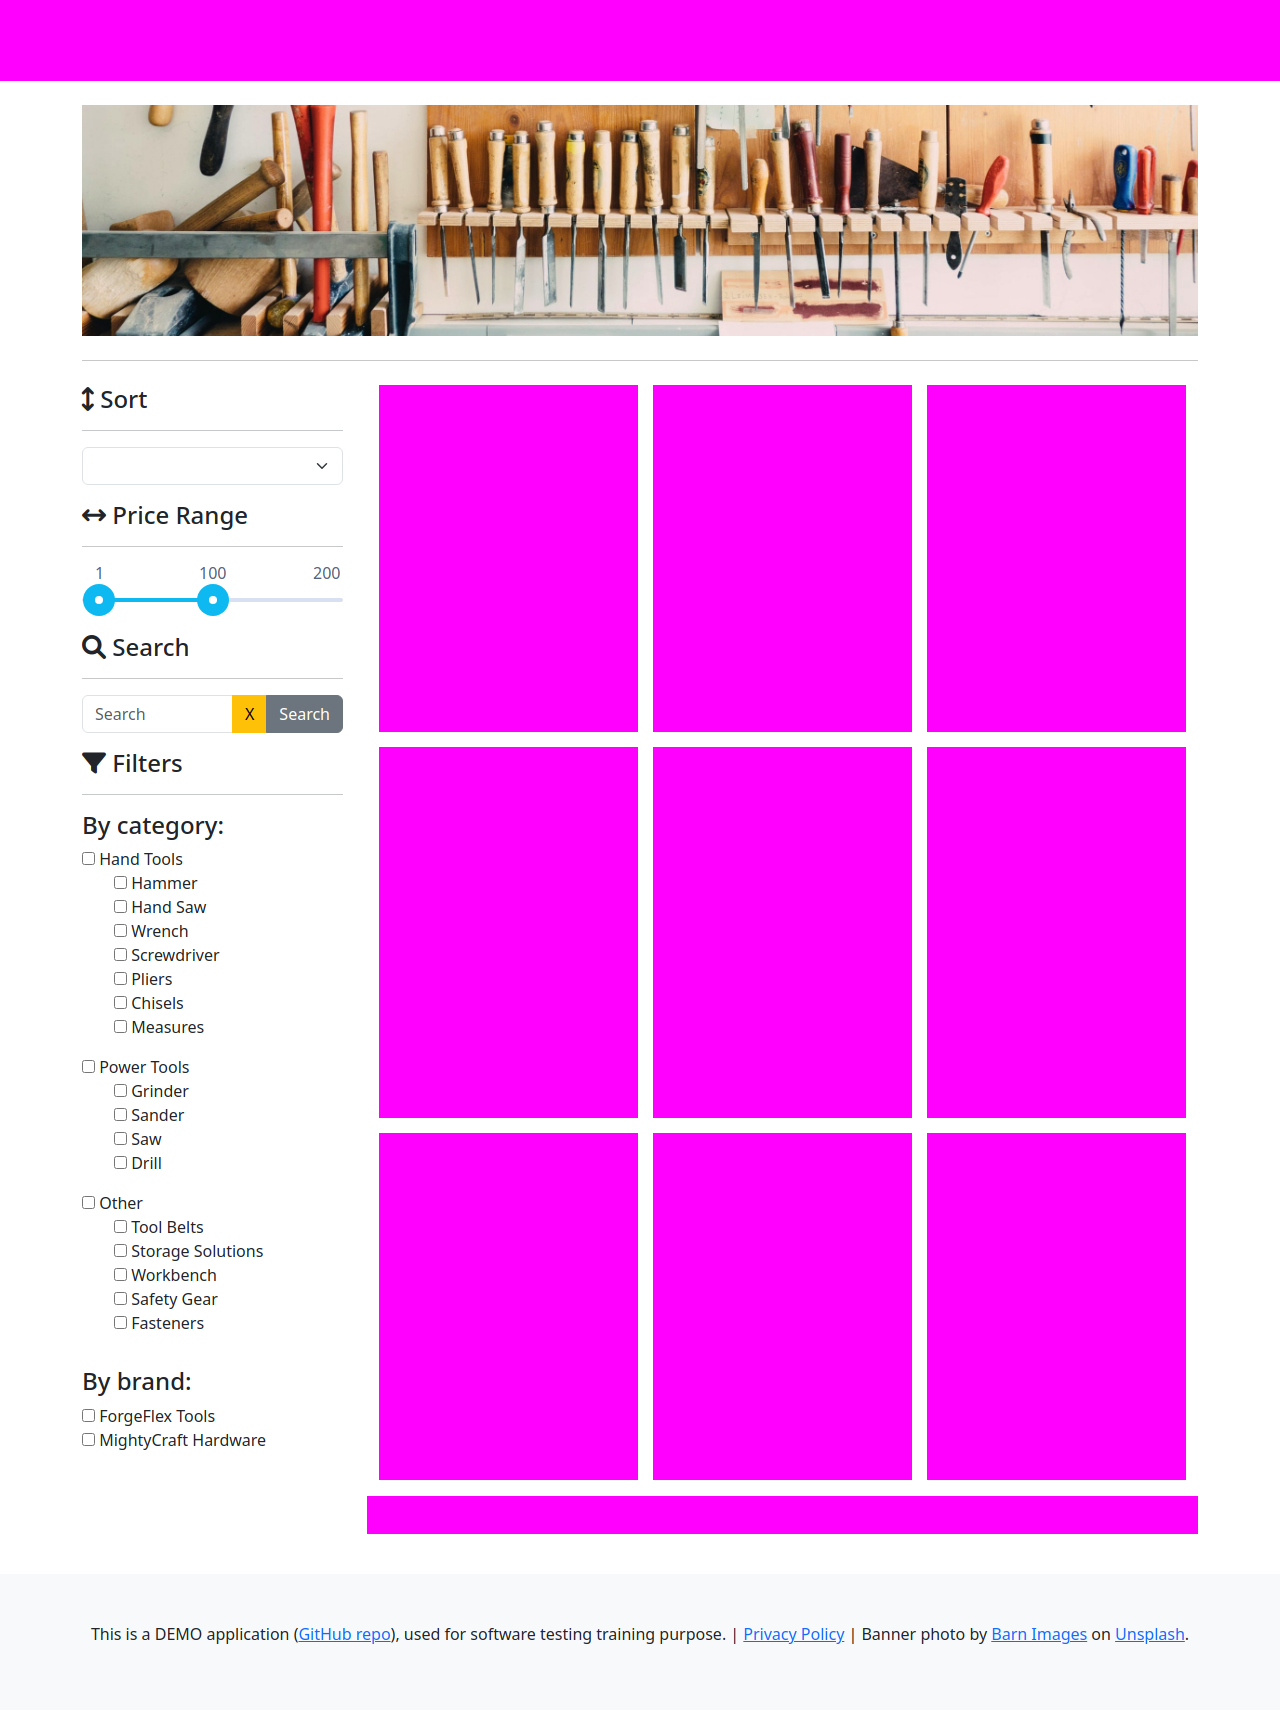 Sort
Price Range
1 100 200
Search
Search X Search
Filters
By category:
Hand Tools
Hammer
Hand Saw
Wrench
Screwdriver
Pliers
Chisels
Measures
Power Tools
Grinder
Sander
Saw
Drill
Other
Tool Belts
Storage Solutions
Workbench
Safety Gear
Fasteners
By brand:
ForgeFlex Tools
MightyCraft Hardware
This is a DEMO application (GitHub repo), used for software testing training purpose. | Privacy Policy | Banner photo by Barn Images on Unsplash.